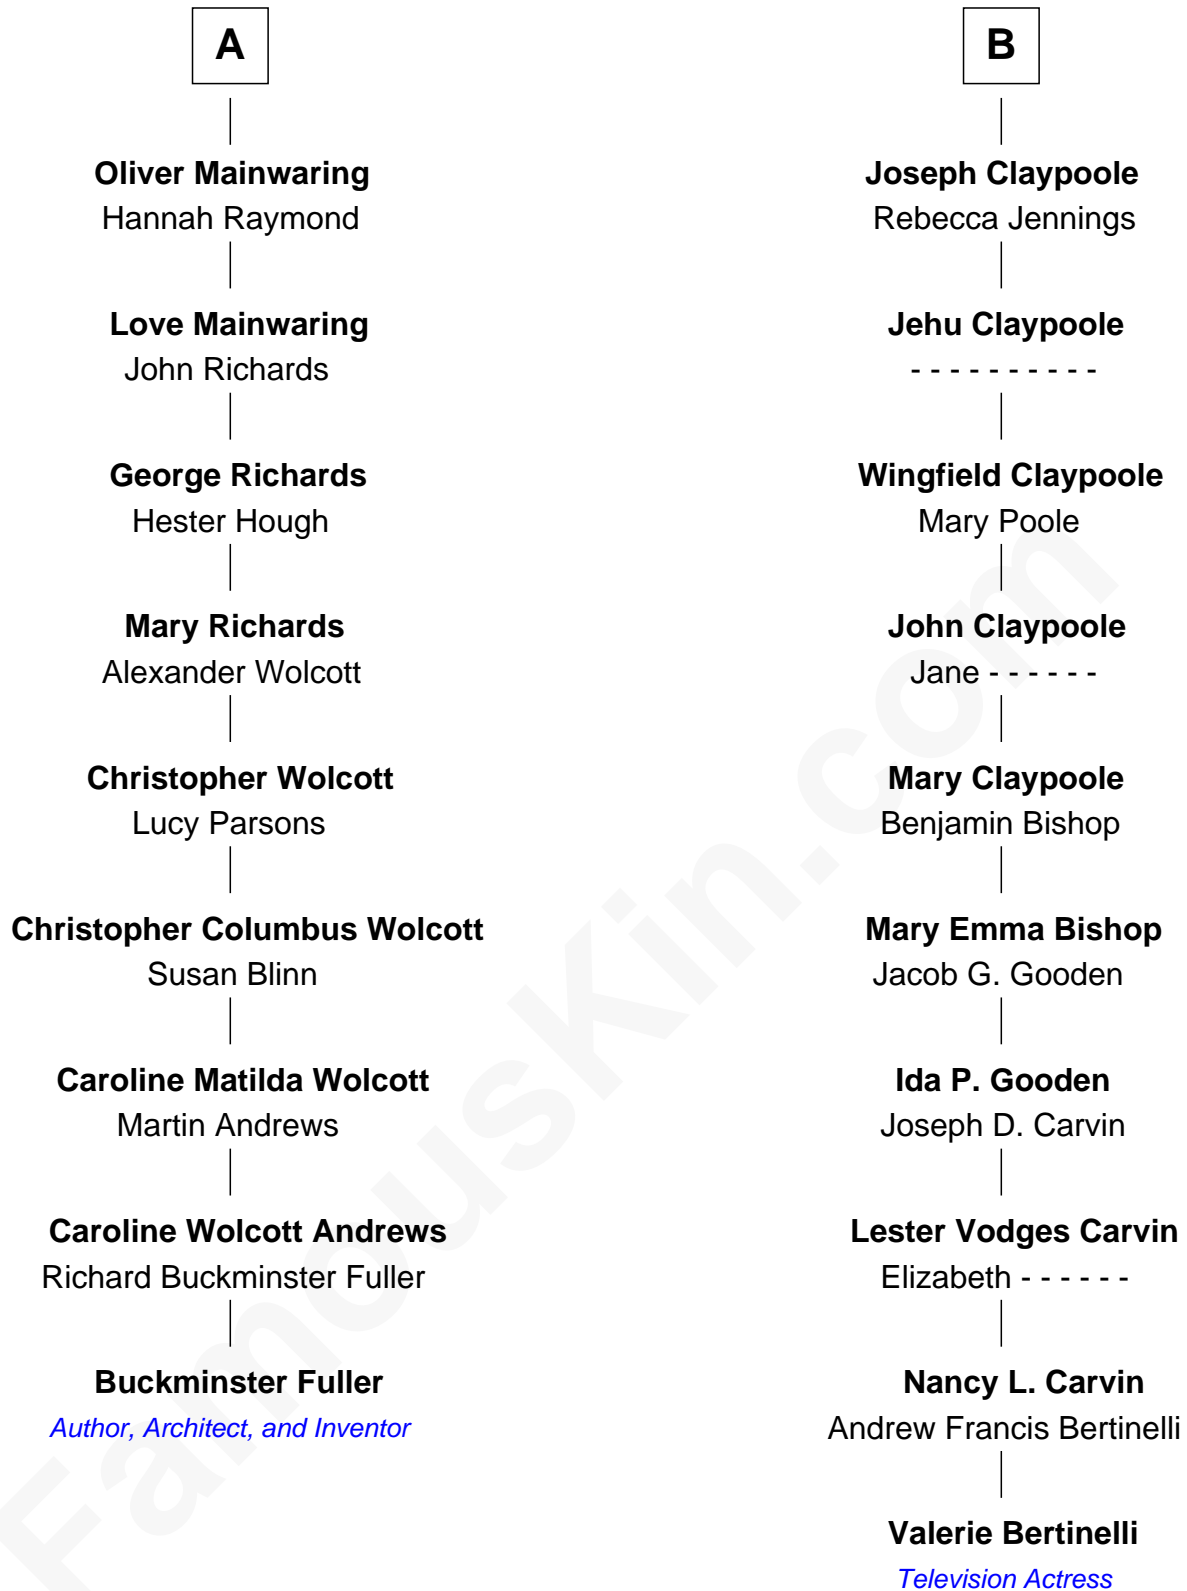 A
Oliver Mainwaring
Hannah Raymond
Love Mainwaring
John Richards
George Richards
Hester Hough
Mary Richards
Alexander Wolcott
Christopher Wolcott
Lucy Parsons
Christopher Columbus Wolcott
Susan Blinn
Caroline Matilda Wolcott
Martin Andrews
Caroline Wolcott Andrews
Richard Buckminster Fuller
Buckminster Fuller
Author, Architect, and Inventor
B
Joseph Claypoole
Rebecca Jennings
Jehu Claypoole
- - - - - - - - - -
Wingfield Claypoole
Mary Poole
John Claypoole
Jane - - - - - -
Mary Claypoole
Benjamin Bishop
Mary Emma Bishop
Jacob G. Gooden
Ida P. Gooden
Joseph D. Carvin
Lester Vodges Carvin
Elizabeth - - - - - -
Nancy L. Carvin
Andrew Francis Bertinelli
Valerie Bertinelli
Television Actress
FamousKin.com